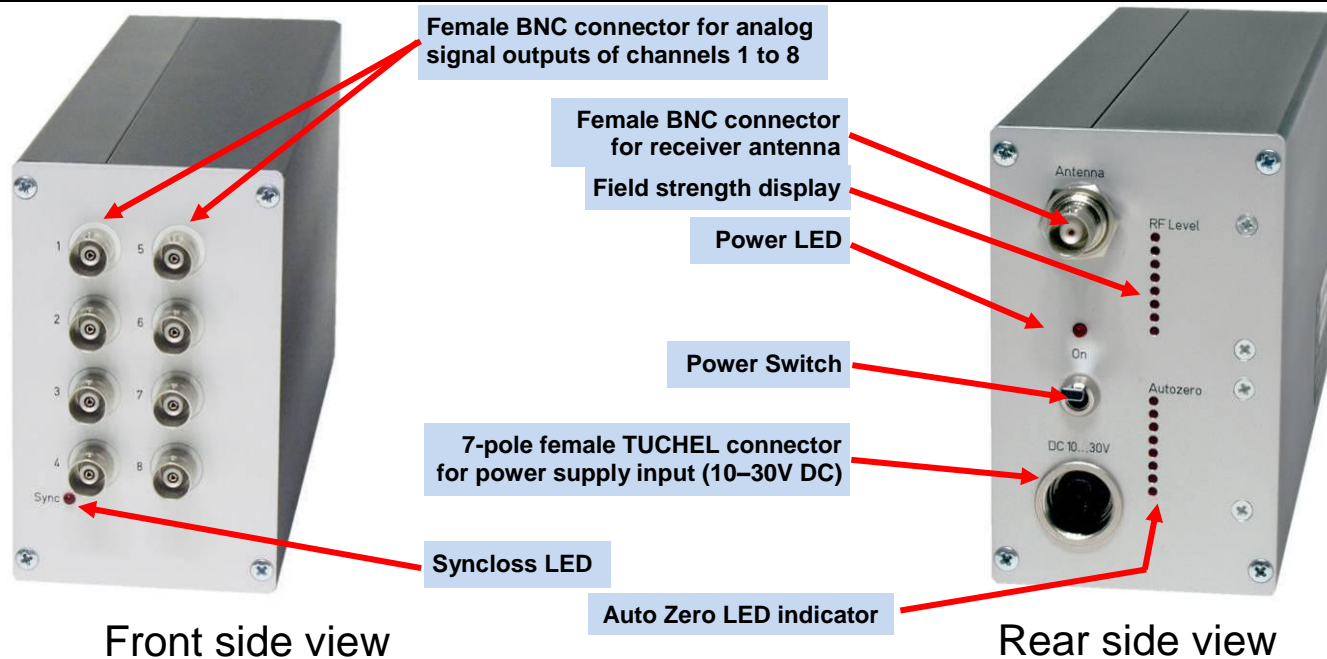 Female BNC connector for analog
signal outputs of channels 1 to 8
Female BNC connector
for receiver antenna
Field strength display
Power LED
Power Switch
7-pole female TUCHEL connector
for power supply input (10–30V DC)
Syncloss LED
Auto Zero LED indicator
1
5
2
6
3
7
4
8
Sync
Antenna
RF Level
On
Autozero
DC 10...30V
Front side view
Rear side view